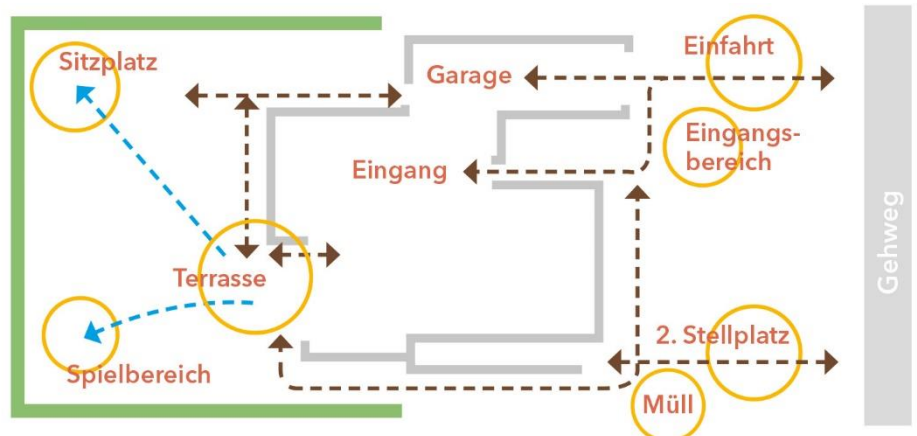 Sitzplatz
Garage
Einfahrt
Eingangs-
bereich
Eingang
Gehweg
Terrasse
2. Stellplatz
Spielbereich
Müll